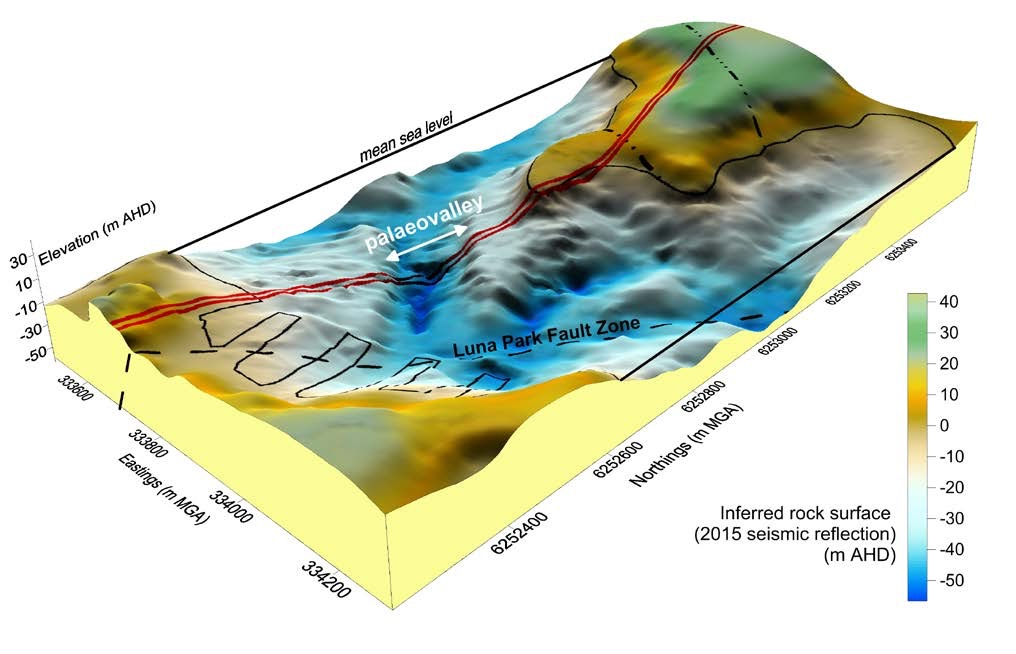 mean sea level
Elevation (m AHD)
30
10
-10
-30
-50
palaeovalley
Luna Park Fault Zone
333600
333800
334000
334200
Eastings (m MGA)
6252400
6252600
6252800
6253000
6253200
6253400
Northings (m MGA)
40
30
20
10
0
-10
-20
-30
-40
-50
Inferred rock surface
(2015 seismic reflection)
(m AHD)